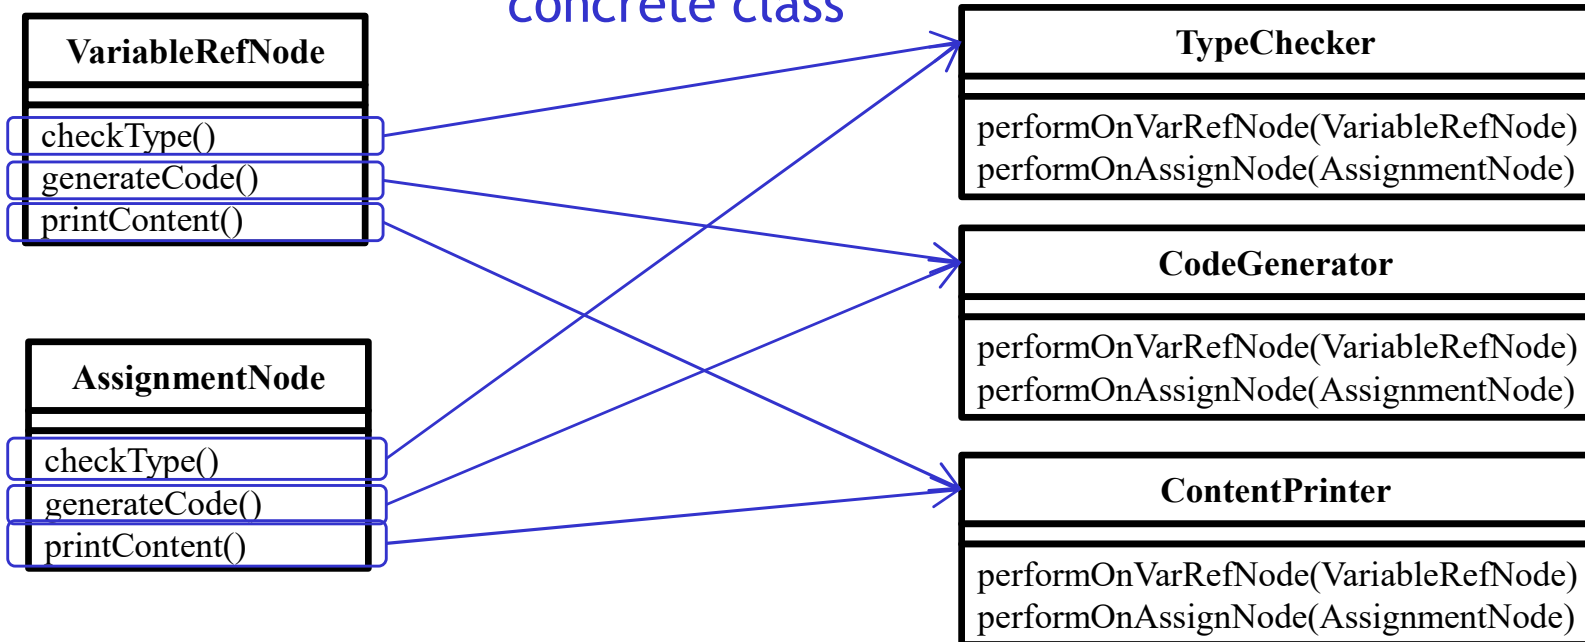 concrete class
VariableRefNode
checkType()
generateCode()
printContent()
AssignmentNode
checkType()
generateCode()
printContent()
TypeChecker
performOnVarRefNode(VariableRefNode)
performOnAssignNode(AssignmentNode)
CodeGenerator
performOnVarRefNode(VariableRefNode)
performOnAssignNode(AssignmentNode)
ContentPrinter
performOnVarRefNode(VariableRefNode)
performOnAssignNode(AssignmentNode)